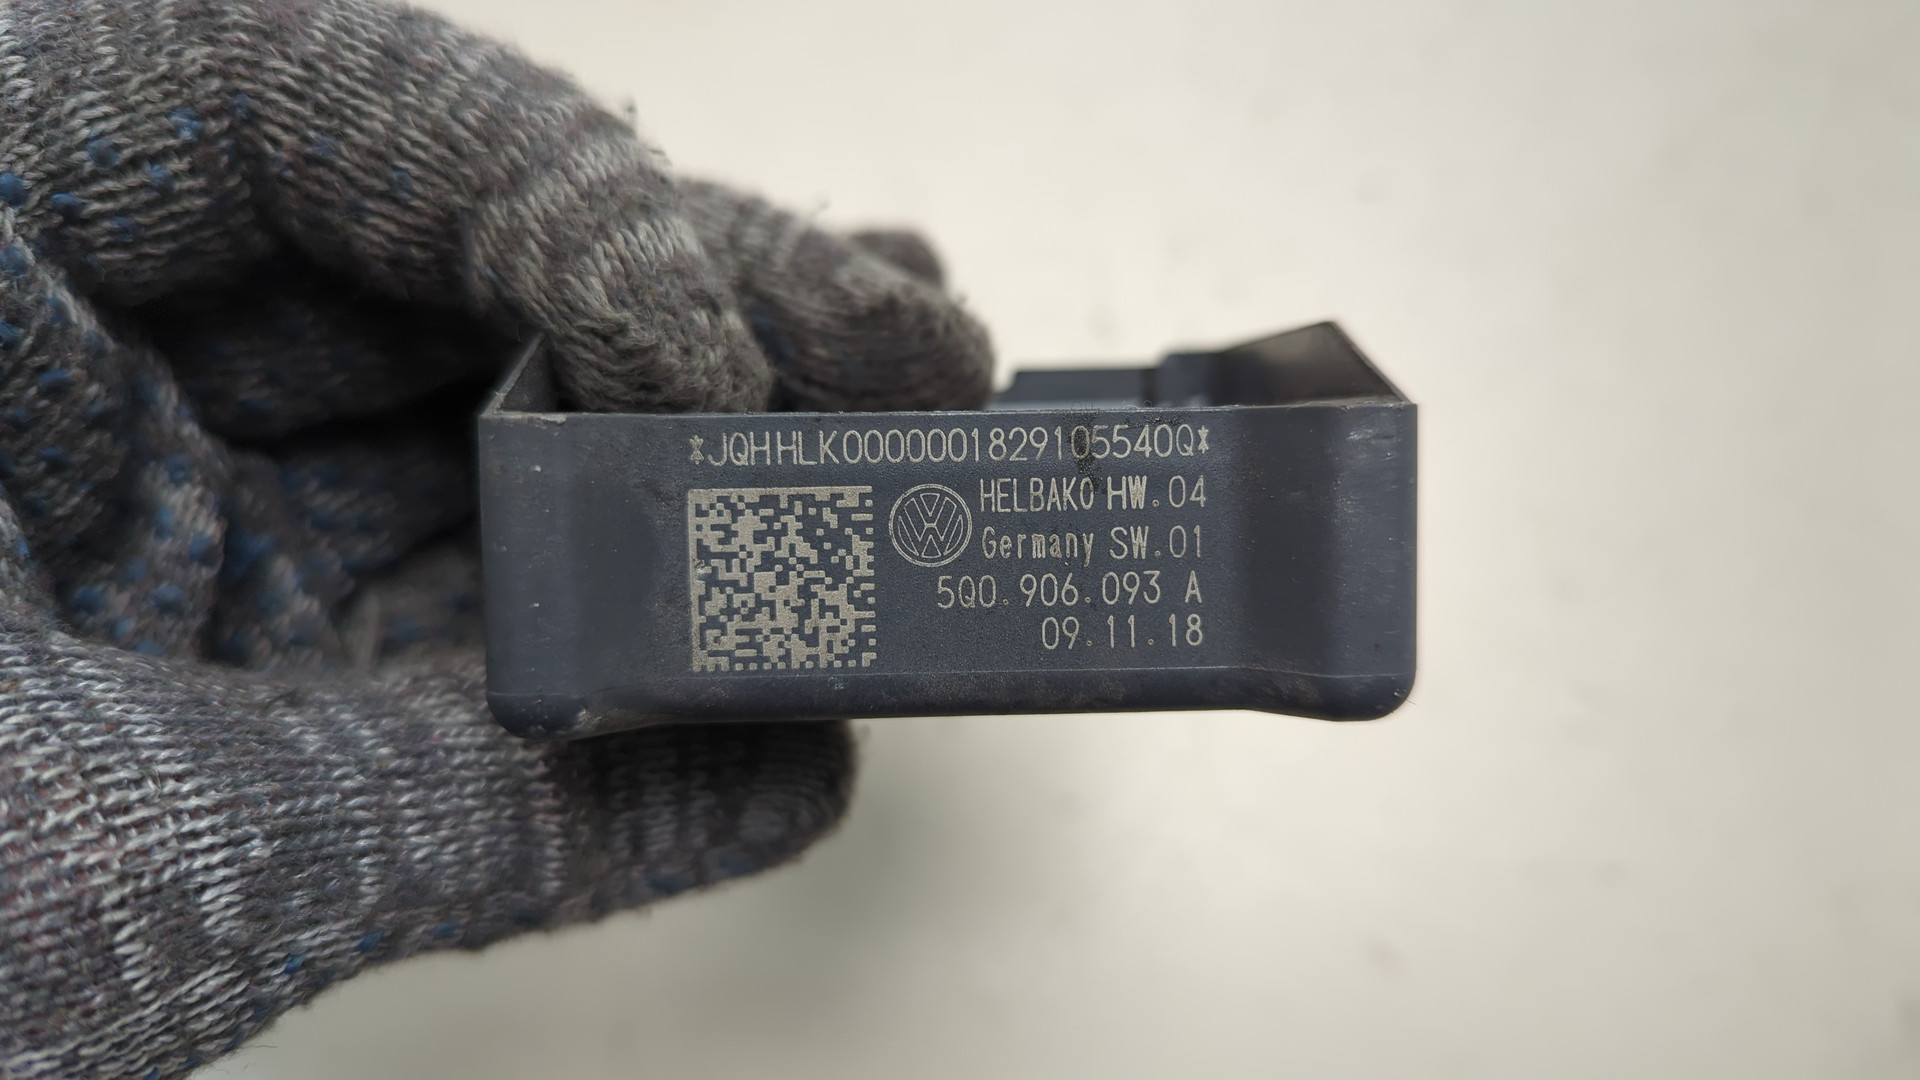 *JQHHLK0000001829105540Q*
HELBAKO HW.04
Germany SW.01
5Q0.906.093 A
09.11.18